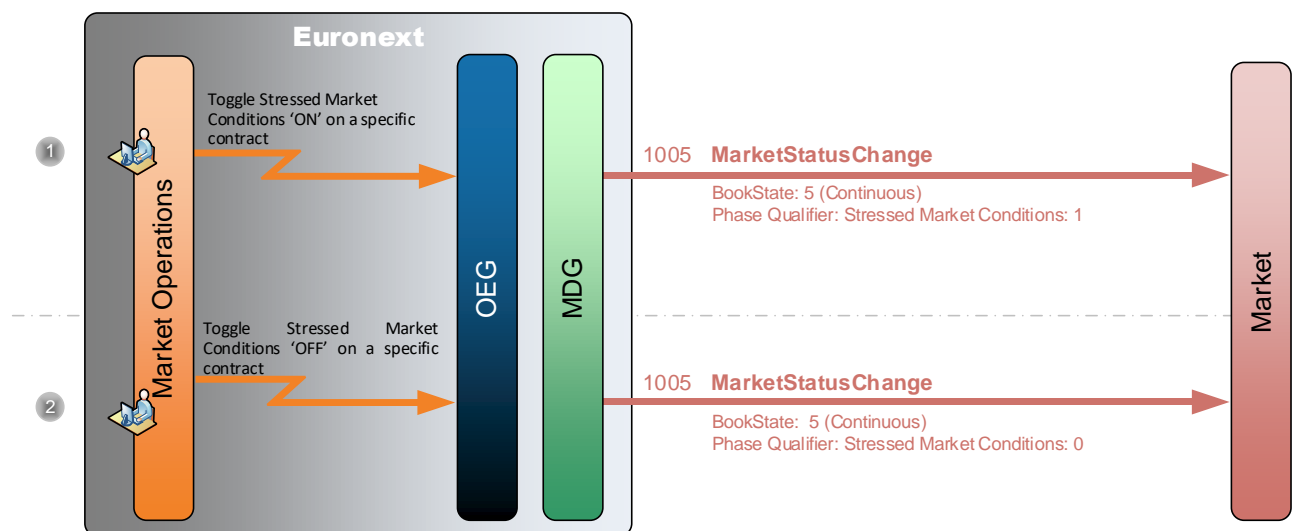 Euronext
Toggle Stressed Market
Conditions ‘ON’ on a specific
contract
1
1005 MarketStatusChange
BookState: 5 (Continuous)
Phase Qualifier: Stressed Market Conditions: 1
Market Operations
OEG
MDG
Market
Toggle Stressed Market
Conditions ‘OFF’ on a specific
contract
2
1005 MarketStatusChange
BookState: 5 (Continuous)
Phase Qualifier: Stressed Market Conditions: 0